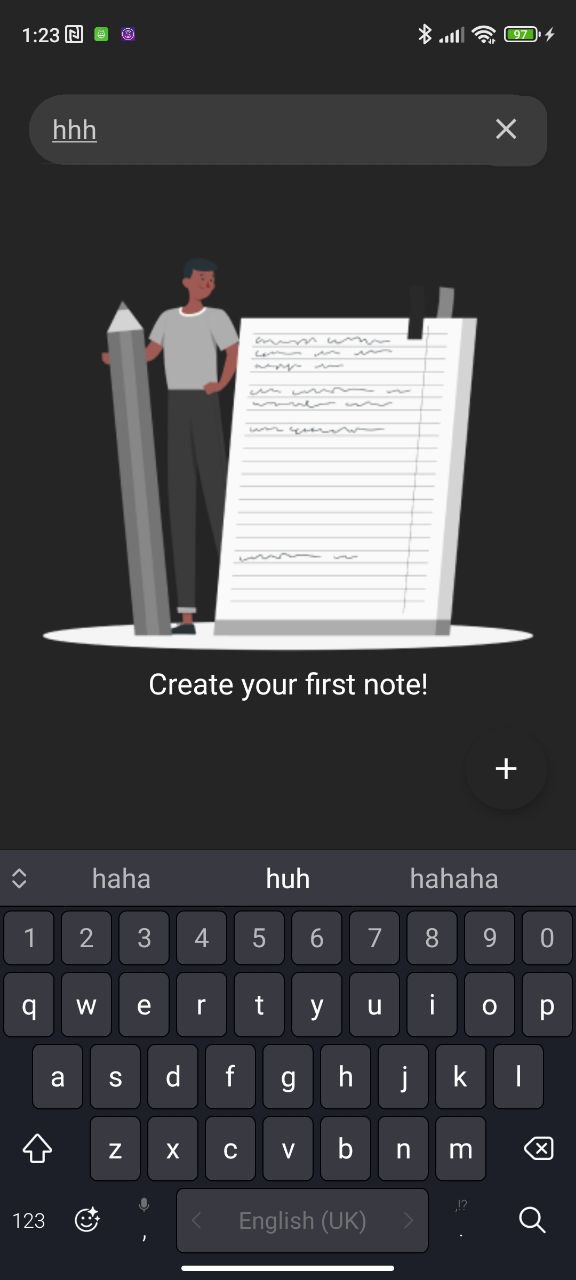 1:23 97
hhh
Create your first note!
+
haha huh hahaha
1 2 3 4 5 6 7 8 9 0
q w e r t y u i o p
a s d f g h j k l
z x c v b n m
123 , English (UK) ,!? .